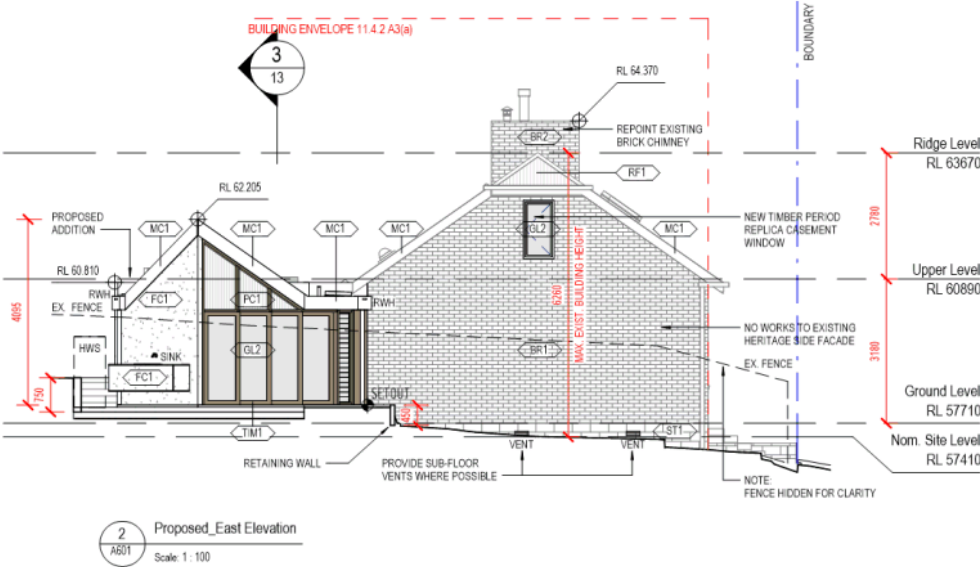 BUILDING ENVELOPE 11.4.2 A3(a)
BOUNDARY
3
13
RL 64.370
BR2
REPOINT EXISTING
BRICK CHIMNEY
Ridge Level
RL 63670
RF1
RL 62.205
PROPOSED
ADDITION
MC1
MC1
MC1
MC1
MC1
GL2
NEW TIMBER PERIOD
REPLICA CASEMENT
WINDOW
2780
Upper Level
RL 60890
RL 60.810
RWH
RWH
EX. FENCE
FC1
PC1
4095
MAX. EXIST. BUILDING HEIGHT
6260
NO WORKS TO EXISTING
HERITAGE SIDE FACADE
3180
HWS
SINK
GL2
BR1
EX. FENCE
FC1
750
SETOUT
450
Ground Level
RL 57710
TIM1
ST1
Nom. Site Level
RL 57410
VENT
VENT
RETAINING WALL
PROVIDE SUB-FLOOR
VENTS WHERE POSSIBLE
NOTE:
FENCE HIDDEN FOR CLARITY
2
A601
Proposed_East Elevation
Scale: 1 : 100